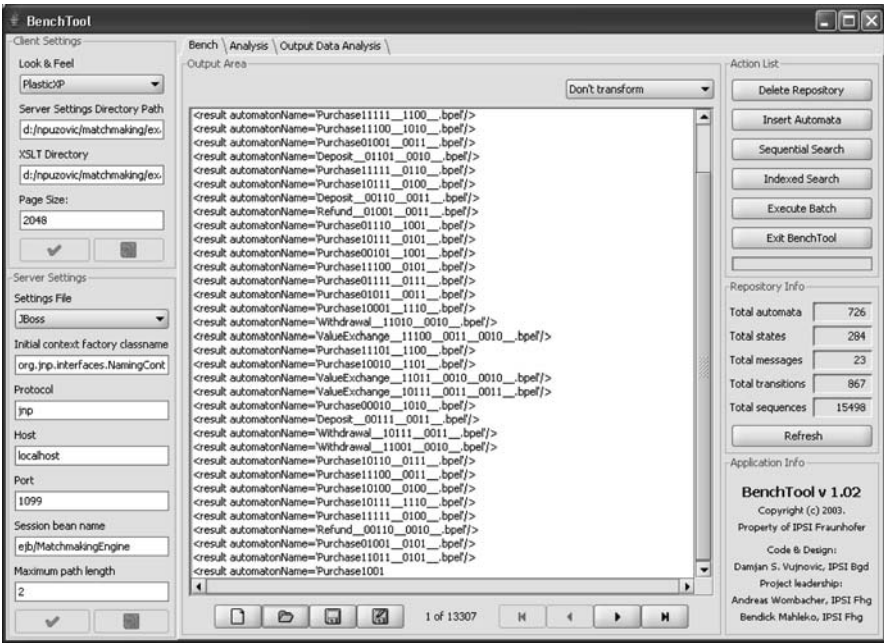 BenchTool
Client Settings
Look & Feel
PlasticXP
Server Settings Directory Path
d:/npuzovic/matchmaking/ex
XSLT Directory
d:/npuzovic/matchmaking/ex
Page Size:
2048
Server Settings
Settings File
JBoss
Initial context factory classname
org.jnp.interfaces.NamingCont
Protocol
jnp
Host
localhost
Port
1099
Session bean name
ejb/MatchmakingEngine
Maximum path length
2
Bench \ Analysis \ Output Data Analysis \
Output Area
Don't transform
<result automatonName='Purchase11111__1100__.bpel'/>
<result automatonName='Purchase11100__1010__.bpel'/>
<result automatonName='Purchase01001__0011__.bpel'/>
<result automatonName='Deposit__01101__0010__.bpel'/>
<result automatonName='Purchase11111__0110__.bpel'/>
<result automatonName='Purchase10111__0100__.bpel'/>
<result automatonName='Deposit__00110__0011__.bpel'/>
<result automatonName='Refund__01001__0011__.bpel'/>
<result automatonName='Purchase01110__1001__.bpel'/>
<result automatonName='Purchase10111__0101__.bpel'/>
<result automatonName='Purchase00101__1001__.bpel'/>
<result automatonName='Purchase11100__0101__.bpel'/>
<result automatonName='Purchase01111__0111__.bpel'/>
<result automatonName='Purchase01011__0011__.bpel'/>
<result automatonName='Purchase10001__1110__.bpel'/>
<result automatonName='Withdrawal__11010__0010__.bpel'/>
<result automatonName='ValueExchange__11100__0011__0010__.bpel'/>
<result automatonName='Purchase11101__1100__.bpel'/>
<result automatonName='Purchase10010__1101__.bpel'/>
<result automatonName='ValueExchange__11011__0010__0010__.bpel'/>
<result automatonName='ValueExchange__10111__0011__0011__.bpel'/>
<result automatonName='Purchase00010__1010__.bpel'/>
<result automatonName='Deposit__00111__0011__.bpel'/>
<result automatonName='Withdrawal__10111__0011__.bpel'/>
<result automatonName='Withdrawal__11001__0010__.bpel'/>
<result automatonName='Purchase10110__0111__.bpel'/>
<result automatonName='Purchase11100__0011__.bpel'/>
<result automatonName='Purchase10100__0100__.bpel'/>
<result automatonName='Purchase10111__1110__.bpel'/>
<result automatonName='Purchase11111__0100__.bpel'/>
<result automatonName='Refund__00110__0010__.bpel'/>
<result automatonName='Purchase01001__0101__.bpel'/>
<result automatonName='Purchase11011__0101__.bpel'/>
<result automatonName='Purchase1001
1 of 13307
Action List
Delete Repository
Insert Automata
Sequential Search
Indexed Search
Execute Batch
Exit BenchTool
Repository Info
Total automata 726
Total states 284
Total messages 23
Total transitions 867
Total sequences 15498
Refresh
Application Info
BenchTool v 1.02
Copyright (c) 2003.
Property of IPSI Fraunhofer
Code & Design:
Damjan S. Vujnovic, IPSI Bgd
Project leadership:
Andreas Wombacher, IPSI Fhg
Bendick Mahleko, IPSI Fhg